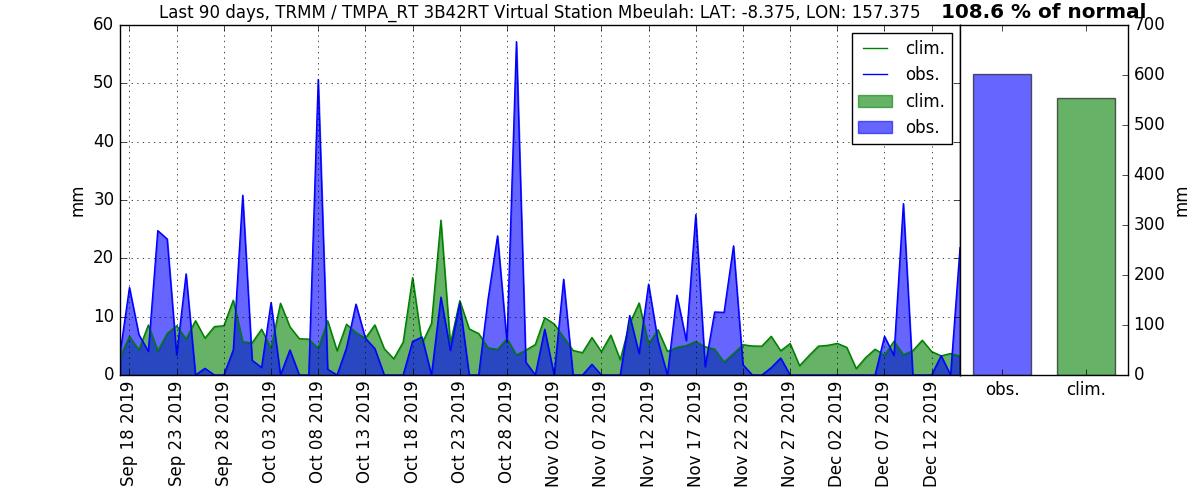 Last 90 days, TRMM / TMPA_RT 3B42RT Virtual Station Mbeulah: LAT: -8.375, LON: 157.375
108.6 % of normal
60
50
40
30
20
10
0
mm
clim.
obs.
clim.
obs.
700
600
500
400
300
200
100
0
mm
obs.
clim.
Sep 18 2019
Sep 23 2019
Sep 28 2019
Oct 03 2019
Oct 08 2019
Oct 13 2019
Oct 18 2019
Oct 23 2019
Oct 28 2019
Nov 02 2019
Nov 07 2019
Nov 12 2019
Nov 17 2019
Nov 22 2019
Nov 27 2019
Dec 02 2019
Dec 07 2019
Dec 12 2019